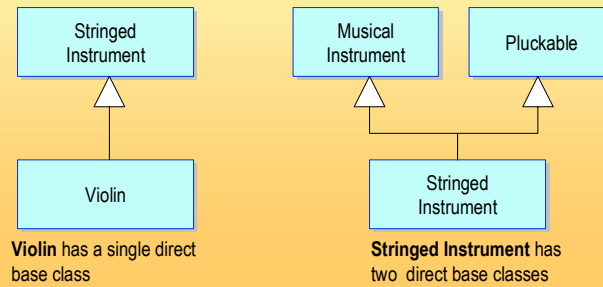 Stringed
Instrument
Musical
Instrument
Pluckable
Violin
Stringed
Instrument
Violin has a single direct
base class
Stringed Instrument has
two direct base classes